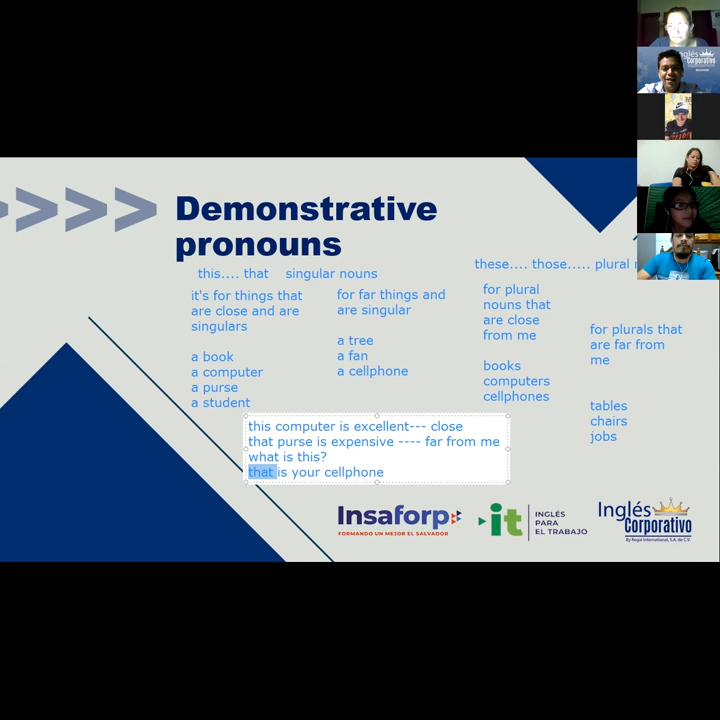 Demonstrative
pronouns
this.... that singular nouns
these.... those..... plural
it's for things that
are close and are
singulars
a book
a computer
a purse
a student
for far things and
are singular
a tree
a fan
a cellphone
for plural
nouns that
are close
from me
books
computers
cellphones
for plurals that
are far from
me
tables
chairs
jobs
this computer is excellent--- close
that purse is expensive ---- far from me
what is this?
that is your cellphone
Insaforp
FORMANDO UN MEJOR EL SALVADOR
it
INGLÉS
PARA
EL TRABAJO
Inglés
Corporativo
By Regal International, S.A. de C.V.
Inglés
Corporativo